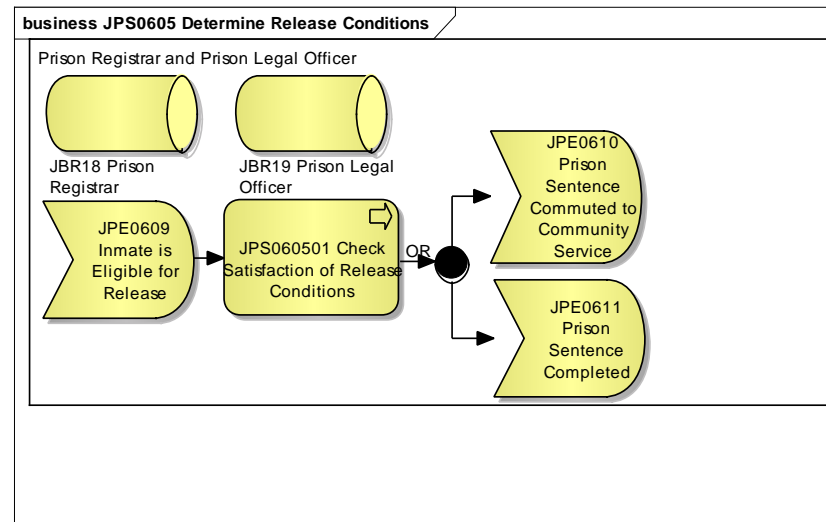 business JPS0605 Determine Release Conditions
Prison Registrar and Prison Legal Officer
JBR18 Prison
Registrar
JBR19 Prison Legal
Officer
JPE0609
Inmate is
Eligible for
Release
JPS060501 Check
Satisfaction of Release
Conditions
OR
JPE0610
Prison
Sentence
Commuted to
Community
Service
JPE0611
Prison
Sentence
Completed